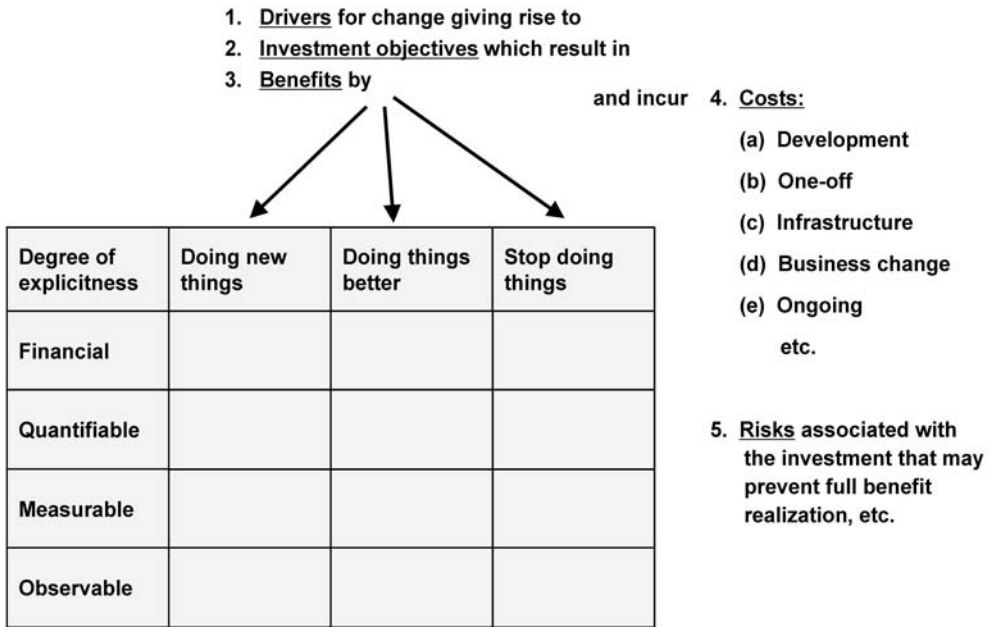 1. Drivers for change giving rise to
2. Investment objectives which result in
3. Benefits by
and incur 4. Costs:
(a) Development
(b) One-off
(c) Infrastructure
(d) Business change
(e) Ongoing
etc.
Degree of
explicitness
Doing new
things
Doing things
better
Stop doing
things
Financial
Quantifiable
Measurable
Observable
5. Risks associated with
the investment that may
prevent full benefit
realization, etc.